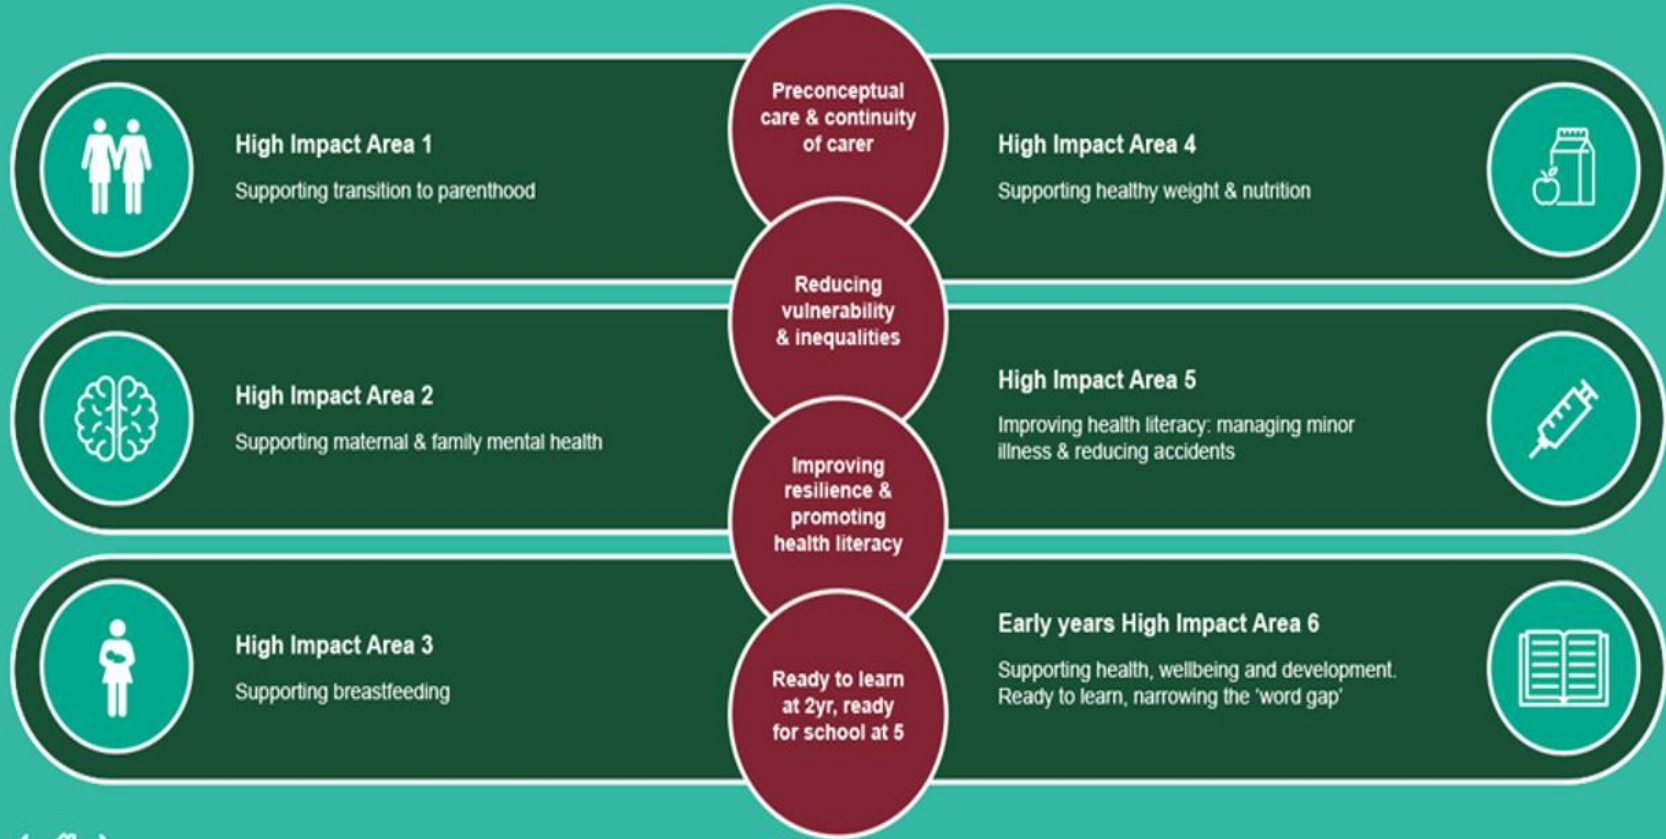 High Impact Area 1
Supporting transition to parenthood
High Impact Area 2
Supporting maternal & family mental health
High Impact Area 3
Supporting breastfeeding
Preconceptual
care & continuity
of carer
Reducing
vulnerability
& inequalities
Improving
resilience &
promoting
health literacy
Ready to learn
at 2yr, ready
for school at 5
High Impact Area 4
Supporting healthy weight & nutrition
High Impact Area 5
Improving health literacy: managing minor
illness & reducing accidents
Early years High Impact Area 6
Supporting health, wellbeing and development.
Ready to learn, narrowing the 'word gap'